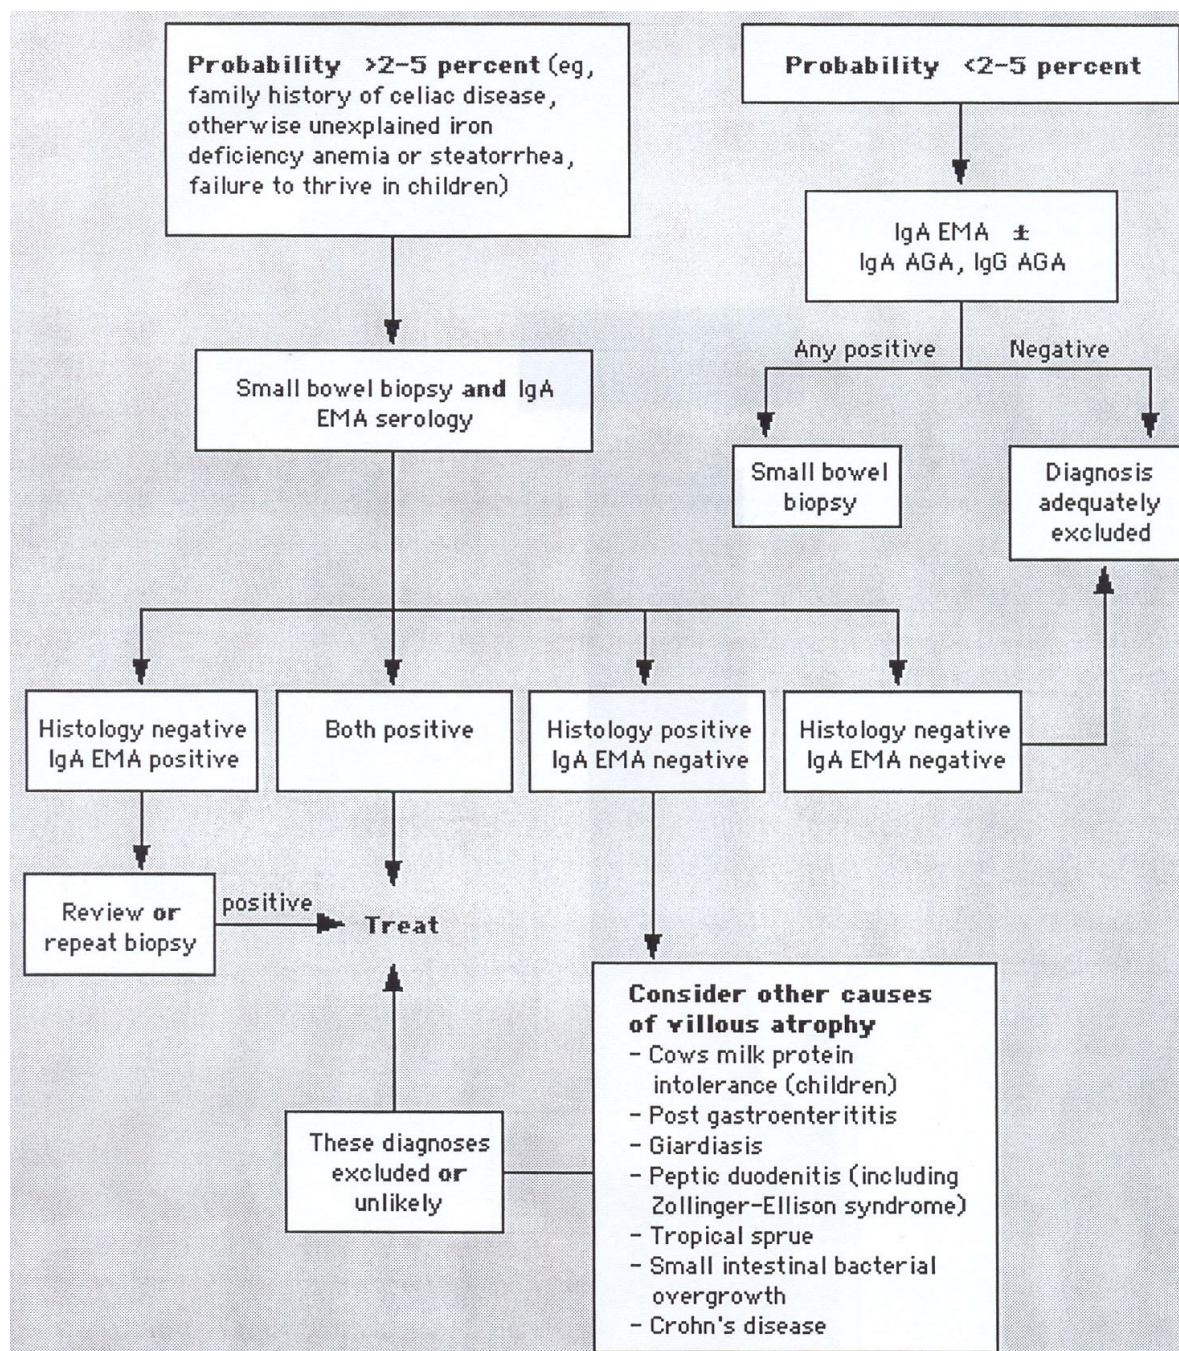 Probability >2-5 percent (eg,
family history of celiac disease,
otherwise unexplained iron
deficiency anemia or steatorrhea,
failure to thrive in children)
Probability <2-5 percent
IgA EMA ±
IgA AGA, IgG AGA
Any positive
Negative
Small bowel biopsy and IgA
EMA serology
Small bowel
biopsy
Diagnosis
adequately
excluded
Histology negative
IgA EMA positive
Both positive
Histology positive
IgA EMA negative
Histology negative
IgA EMA negative
Review or
repeat biopsy
positive
Treat
These diagnoses
excluded or
unlikely
Consider other causes
of villous atrophy
- Cows milk protein
intolerance (children)
- Post gastroenterititis
- Giardiasis
- Peptic duodenitis (including
Zollinger-Ellison syndrome)
- Tropical sprue
- Small intestinal bacterial
overgrowth
- Crohn's disease